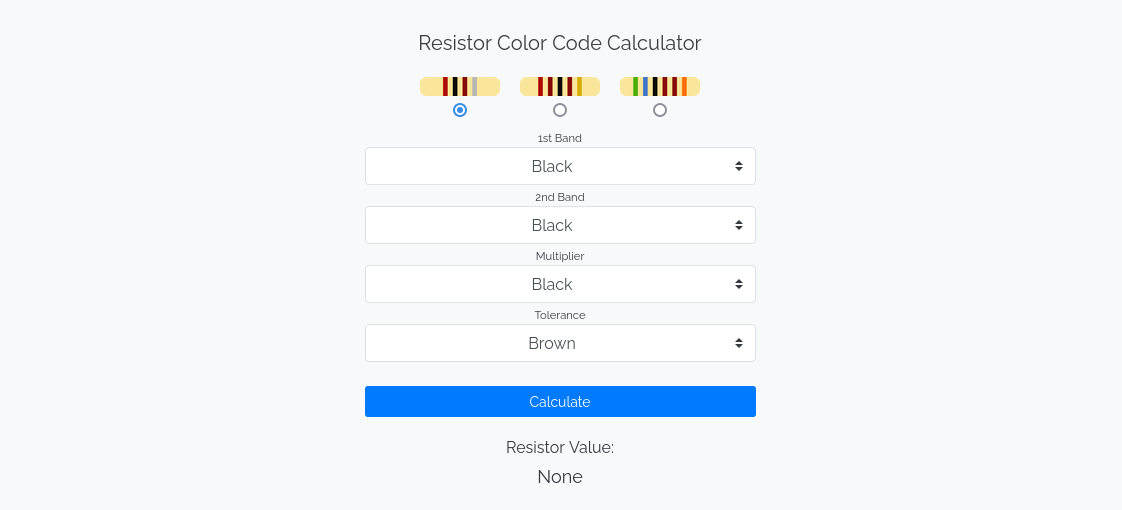 Resistor Color Code Calculator
1st Band
Black
2nd Band
Black
Multiplier
Black
Tolerance
Brown
Calculate
Resistor Value:
None